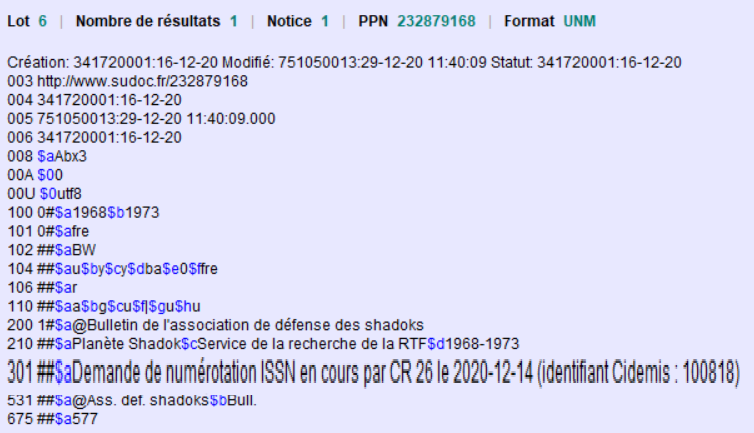 Lot 6 | Nombre de résultats 1 | Notice 1 | PPN 232879168 | Format UNM
Création: 341720001:16-12-20 Modifié: 751050013:29-12-20 11:40:09 Statut: 341720001:16-12-20
003 http://www.sudoc.fr/232879168
004 341720001:16-12-20
005 751050013:29-12-20 11:40:09.000
006 341720001:16-12-20
008 $aAbx3
00A $00
00U $0utf8
100 0#$a1968$b1973
101 0#$afre
102 ##$aBW
104 ##$au$by$cy$dba$e0$ffre
106 ##$ar
110 ##$aa$bg$cu$f|$gu$hu
200 1#$a@Bulletin de l'association de défense des shadoks
210 ##$aPlanète Shadok$cService de la recherche de la RTF$d1968-1973
301 ##$aDemande de numérotation ISSN en cours par CR 26 le 2020-12-14 (identifiant Cidemis : 100818)
531 ##$a@Ass. def. shadoks$bBull.
675 ##$a577